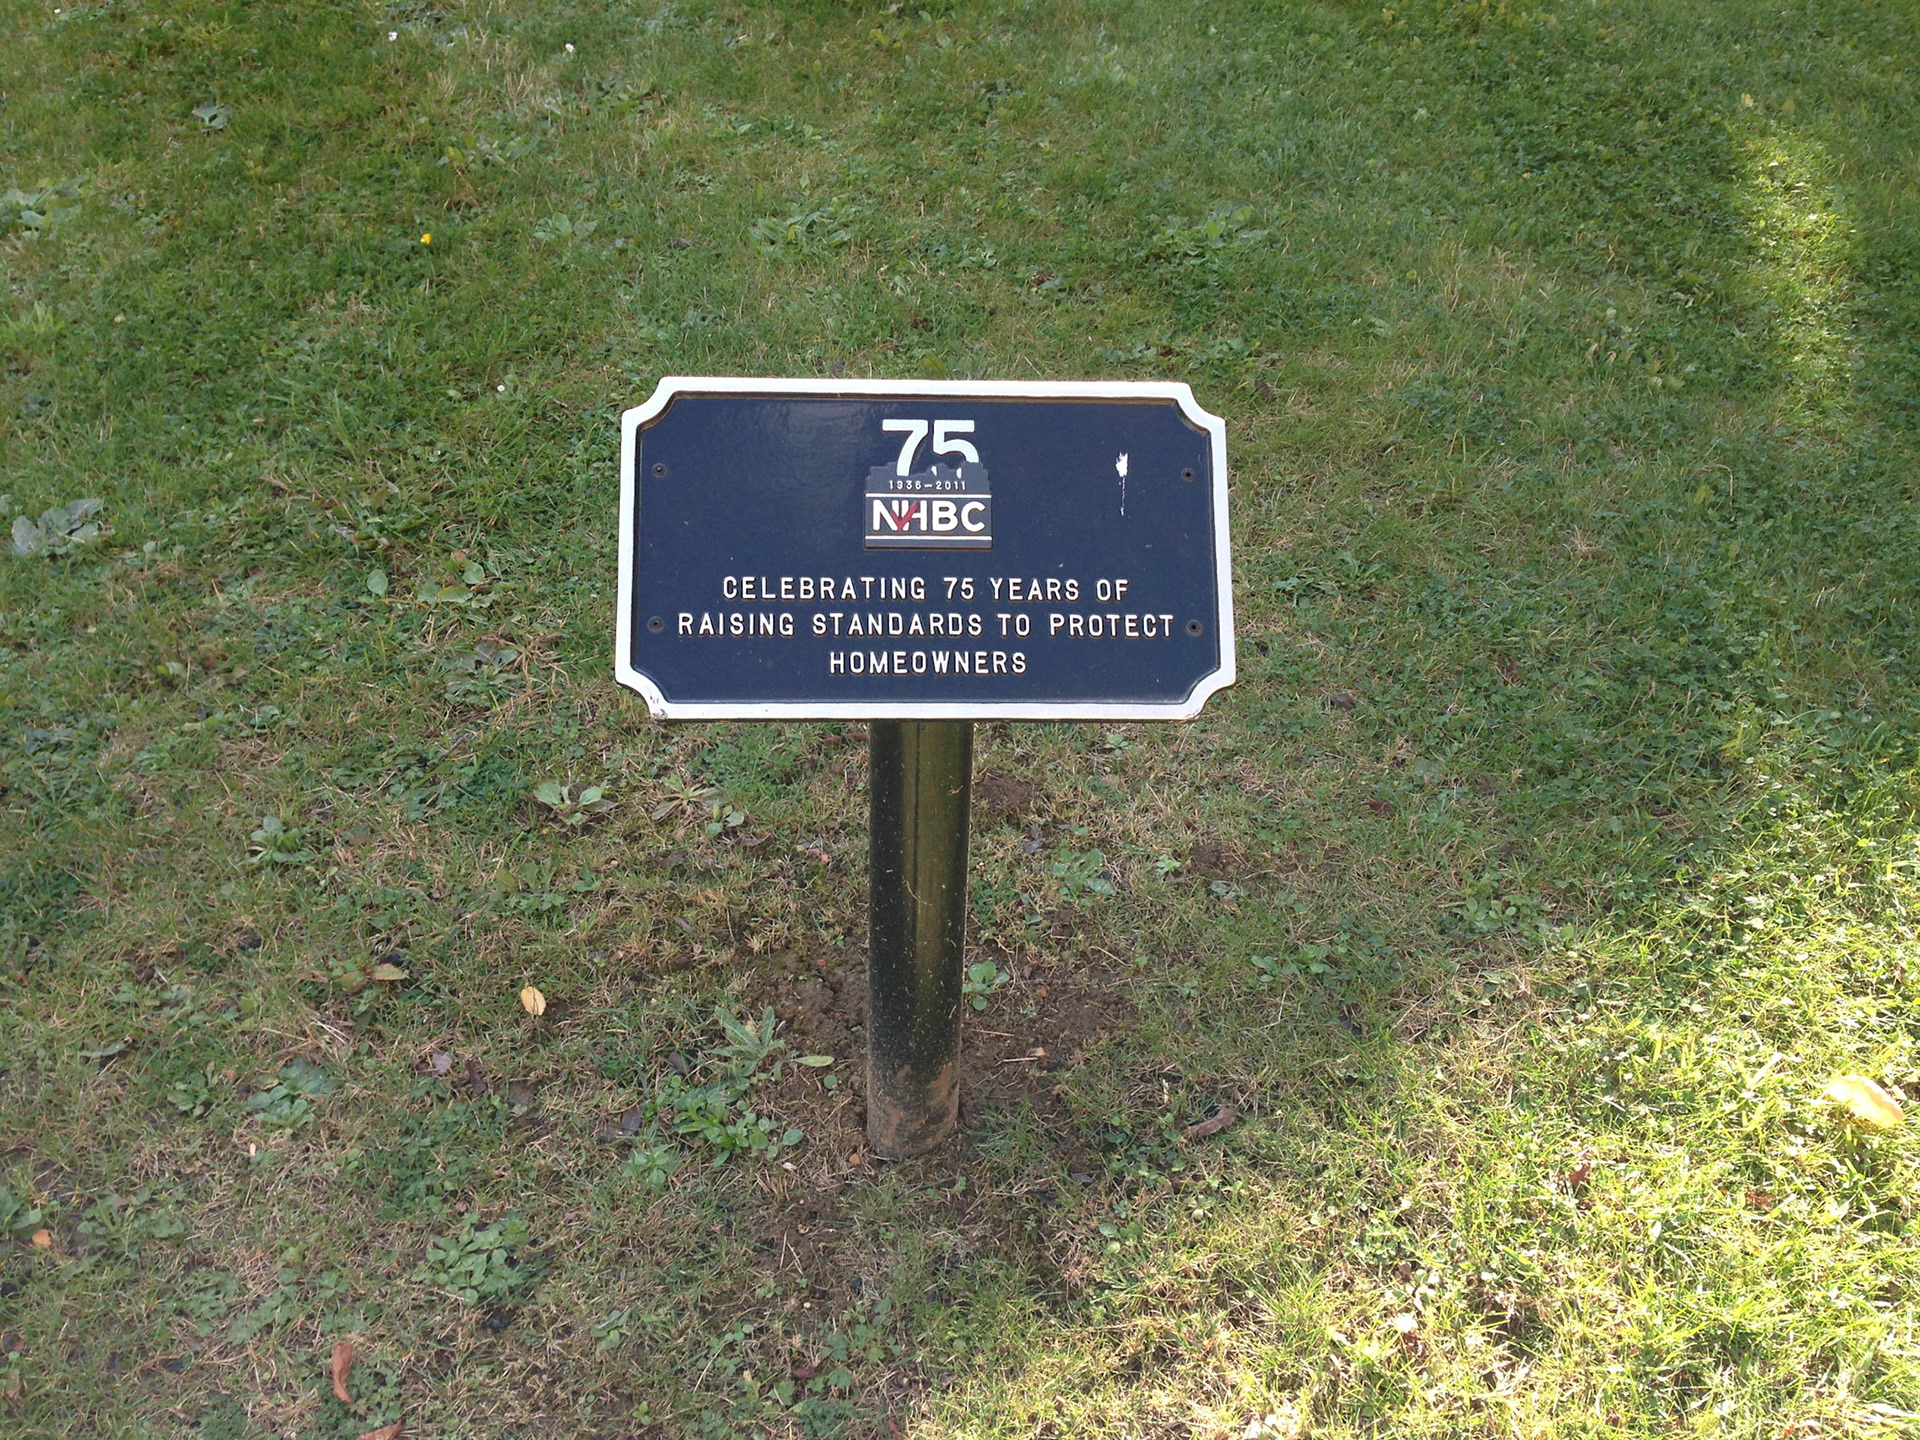 75
1936-2011
NHBC
CELEBRATING 75 YEARS OF
RAISING STANDARDS TO PROTECT
HOMEOWNERS